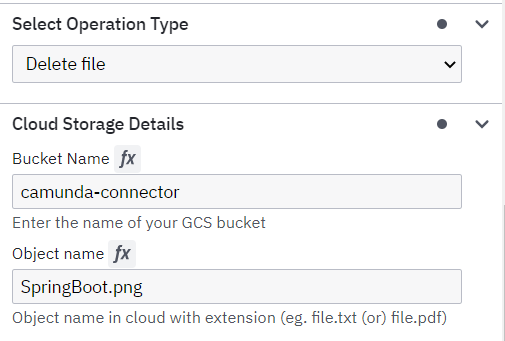 Select Operation Type
Delete file
Cloud Storage Details
Bucket Name fx
camunda-connector
Enter the name of your GCS bucket
Object name fx
SpringBoot.png
Object name in cloud with extension (eg. file.txt (or) file.pdf)